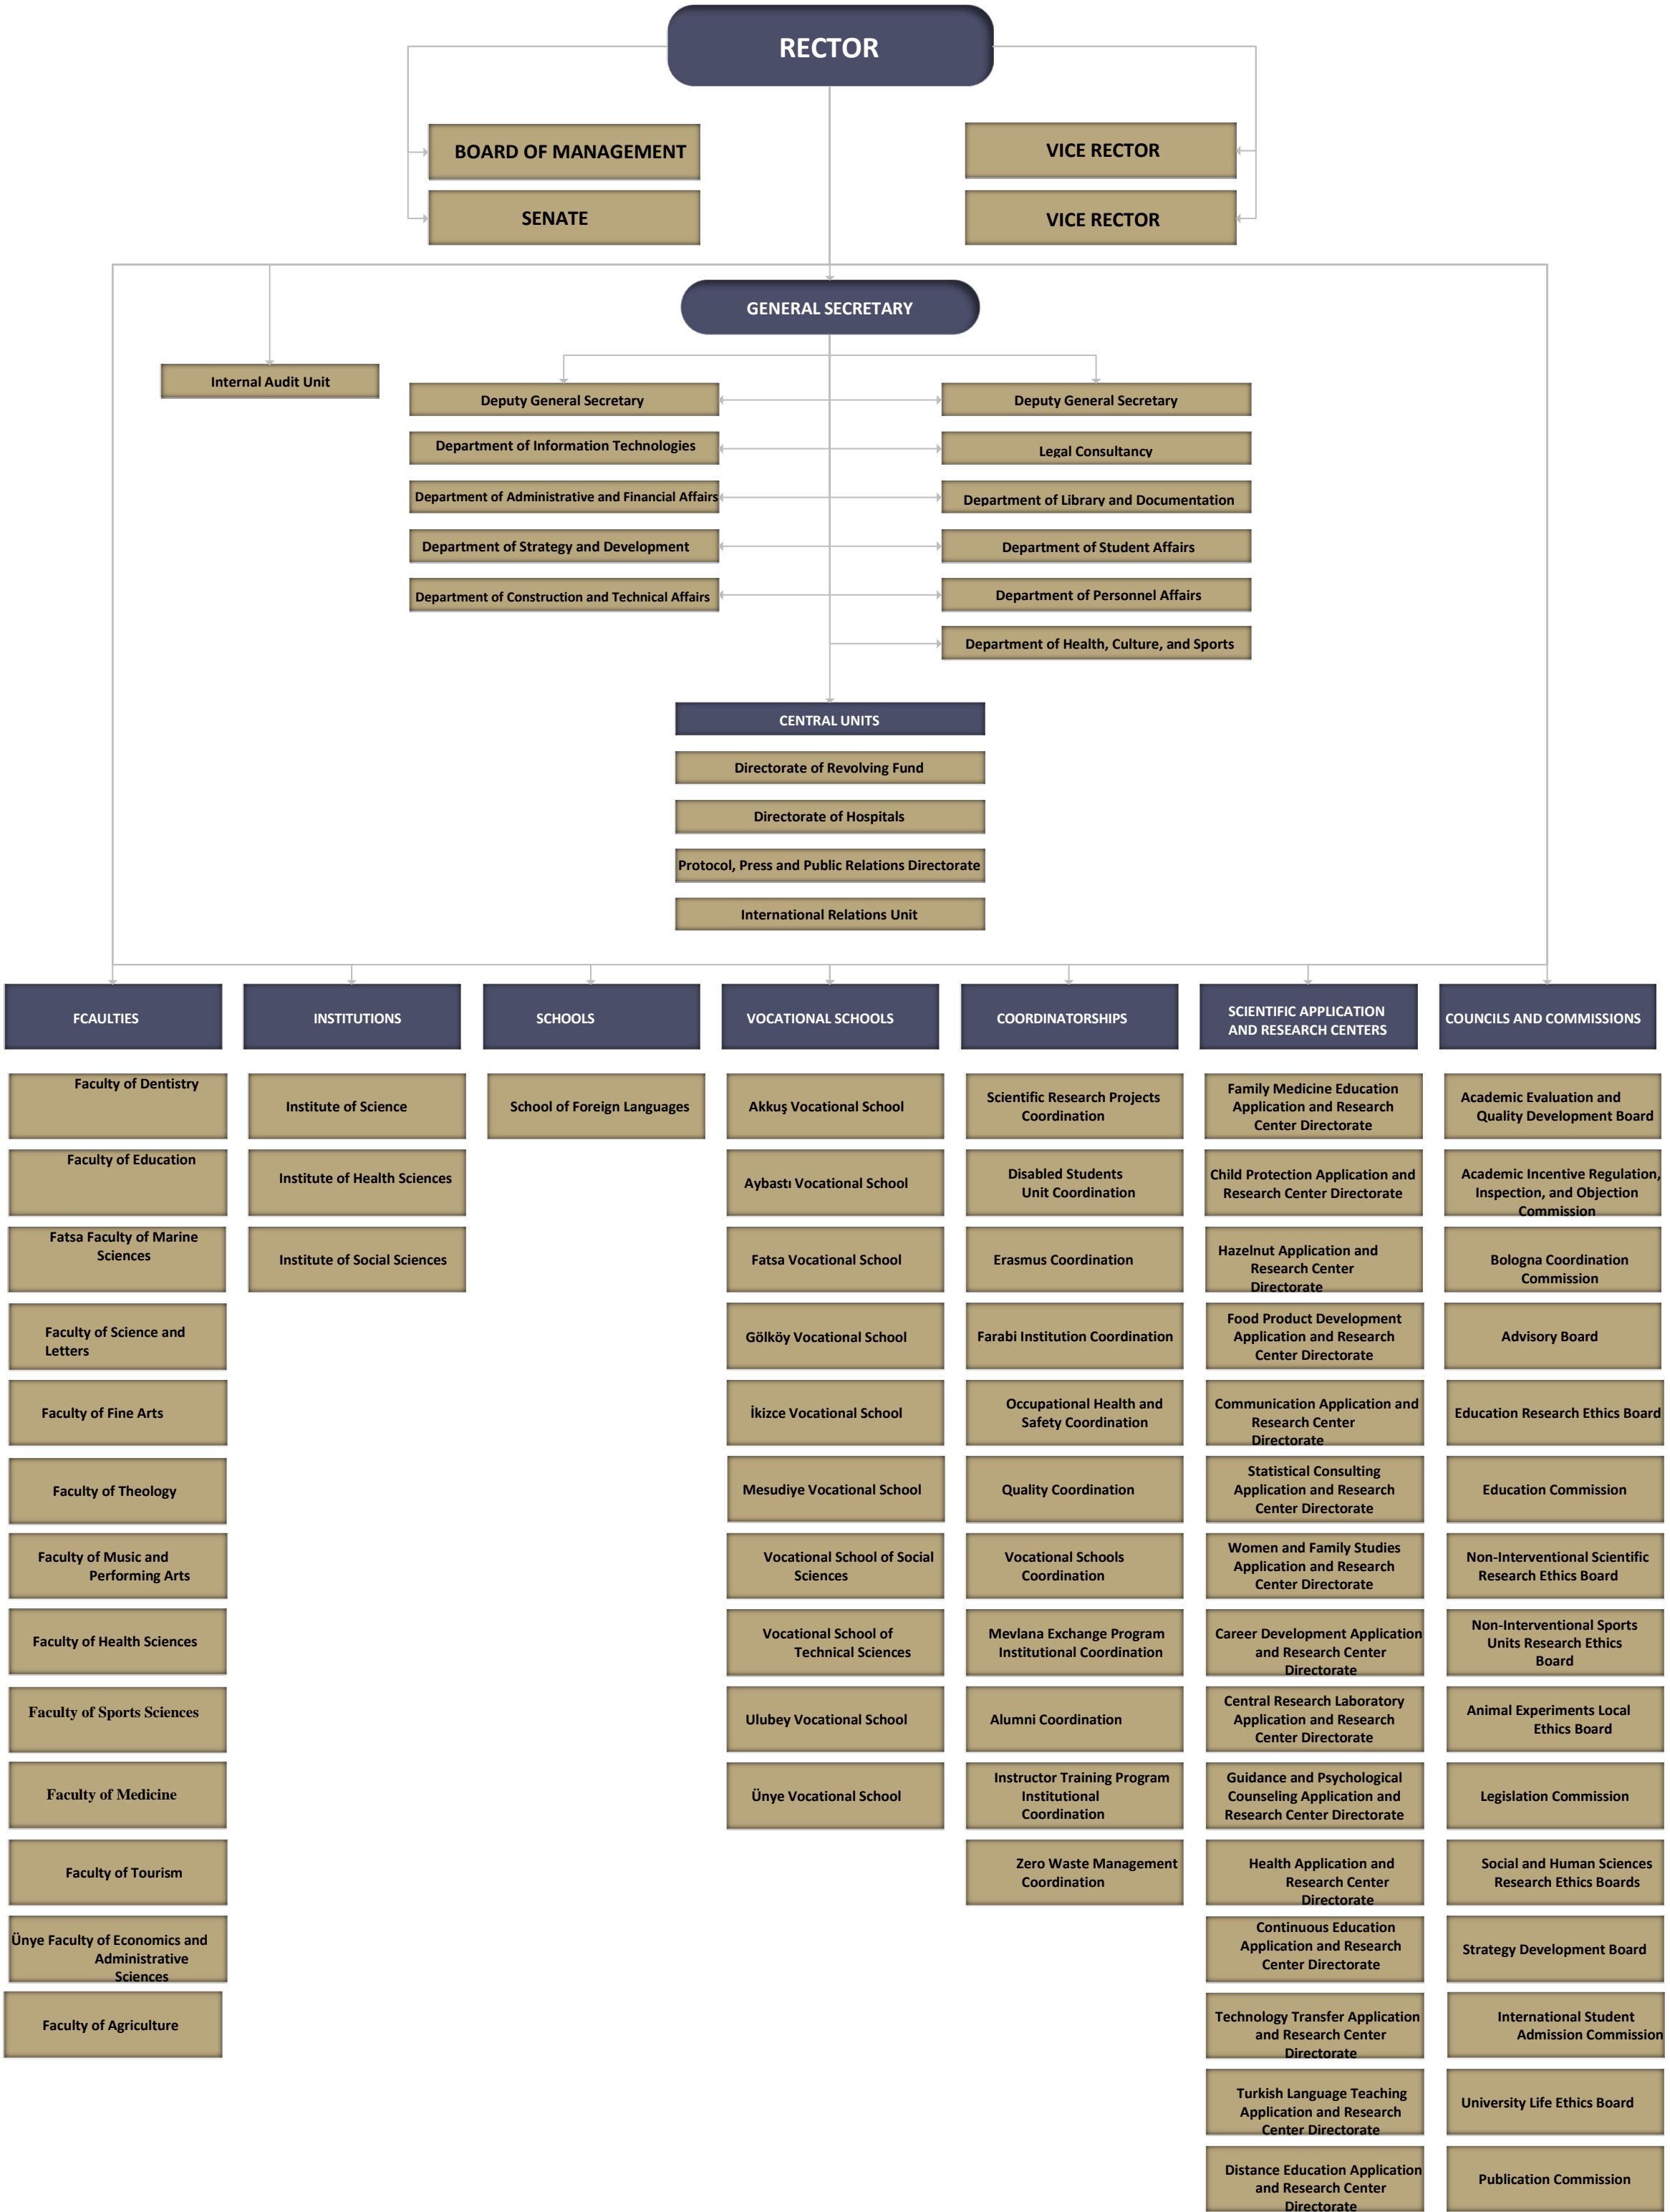 RECTOR
BOARD OF MANAGEMENT
SENATE
VICE RECTOR
VICE RECTOR
GENERAL SECRETARY
Internal Audit Unit
Deputy General Secretary
Deputy General Secretary
Department of Information Technologies
Legal Consultancy
Department of Administrative and Financial Affairs
Department of Library and Documentation
Department of Strategy and Development
Department of Student Affairs
Department of Construction and Technical Affairs
Department of Personnel Affairs
Department of Health, Culture, and Sports
CENTRAL UNITS
Directorate of Revolving Fund
Directorate of Hospitals
Protocol, Press and Public Relations Directorate
International Relations Unit
FCAULTIES
Faculty of Dentistry
Faculty of Education
Fatsa Faculty of Marine
Sciences
Faculty of Science and
Letters
Faculty of Fine Arts
Faculty of Theology
Faculty of Music and
Performing Arts
Faculty of Health Sciences
Faculty of Sports Sciences
Faculty of Medicine
Faculty of Tourism
Ünye Faculty of Economics and
Administrative
Sciences
Faculty of Agriculture
INSTITUTIONS
Institute of Science
Institute of Health Sciences
Institute of Social Sciences
SCHOOLS
School of Foreign Languages
VOCATIONAL SCHOOLS
Akkuş Vocational School
Aybastı Vocational School
Fatsa Vocational School
Gölköy Vocational School
İkizce Vocational School
Mesudiye Vocational School
Vocational School of Social
Sciences
Vocational School of
Technical Sciences
Ulubey Vocational School
Ünye Vocational School
COORDINATORSHIPS
Scientific Research Projects
Coordination
Disabled Students
Unit Coordination
Erasmus Coordination
Farabi Institution Coordination
Occupational Health and
Safety Coordination
Quality Coordination
Vocational Schools
Coordination
Mevlana Exchange Program
Institutional Coordination
Alumni Coordination
Instructor Training Program
Institutional
Coordination
Zero Waste Management
Coordination
SCIENTIFIC APPLICATION
AND RESEARCH CENTERS
Family Medicine Education
Application and Research
Center Directorate
Child Protection Application and
Research Center Directorate
Hazelnut Application and
Research Center
Directorate
Food Product Development
Application and Research
Center Directorate
Communication Application and
Research Center
Directorate
Statistical Consulting
Application and Research
Center Directorate
Women and Family Studies
Application and Research
Center Directorate
Career Development Application
and Research Center
Directorate
Central Research Laboratory
Application and Research
Center Directorate
Guidance and Psychological
Counseling Application and
Research Center Directorate
Health Application and
Research Center
Directorate
Continuous Education
Application and Research
Center Directorate
Technology Transfer Application
and Research Center
Directorate
Turkish Language Teaching
Application and Research
Center Directorate
Distance Education Application
and Research Center
Directorate
COUNCILS AND COMMISSIONS
Academic Evaluation and
Quality Development Board
Academic Incentive Regulation,
Inspection, and Objection
Commission
Bologna Coordination
Commission
Advisory Board
Education Research Ethics Board
Education Commission
Non-Interventional Scientific
Research Ethics Board
Non-Interventional Sports
Units Research Ethics
Board
Animal Experiments Local
Ethics Board
Legislation Commission
Social and Human Sciences
Research Ethics Boards
Strategy Development Board
International Student
Admission Commission
University Life Ethics Board
Publication Commission